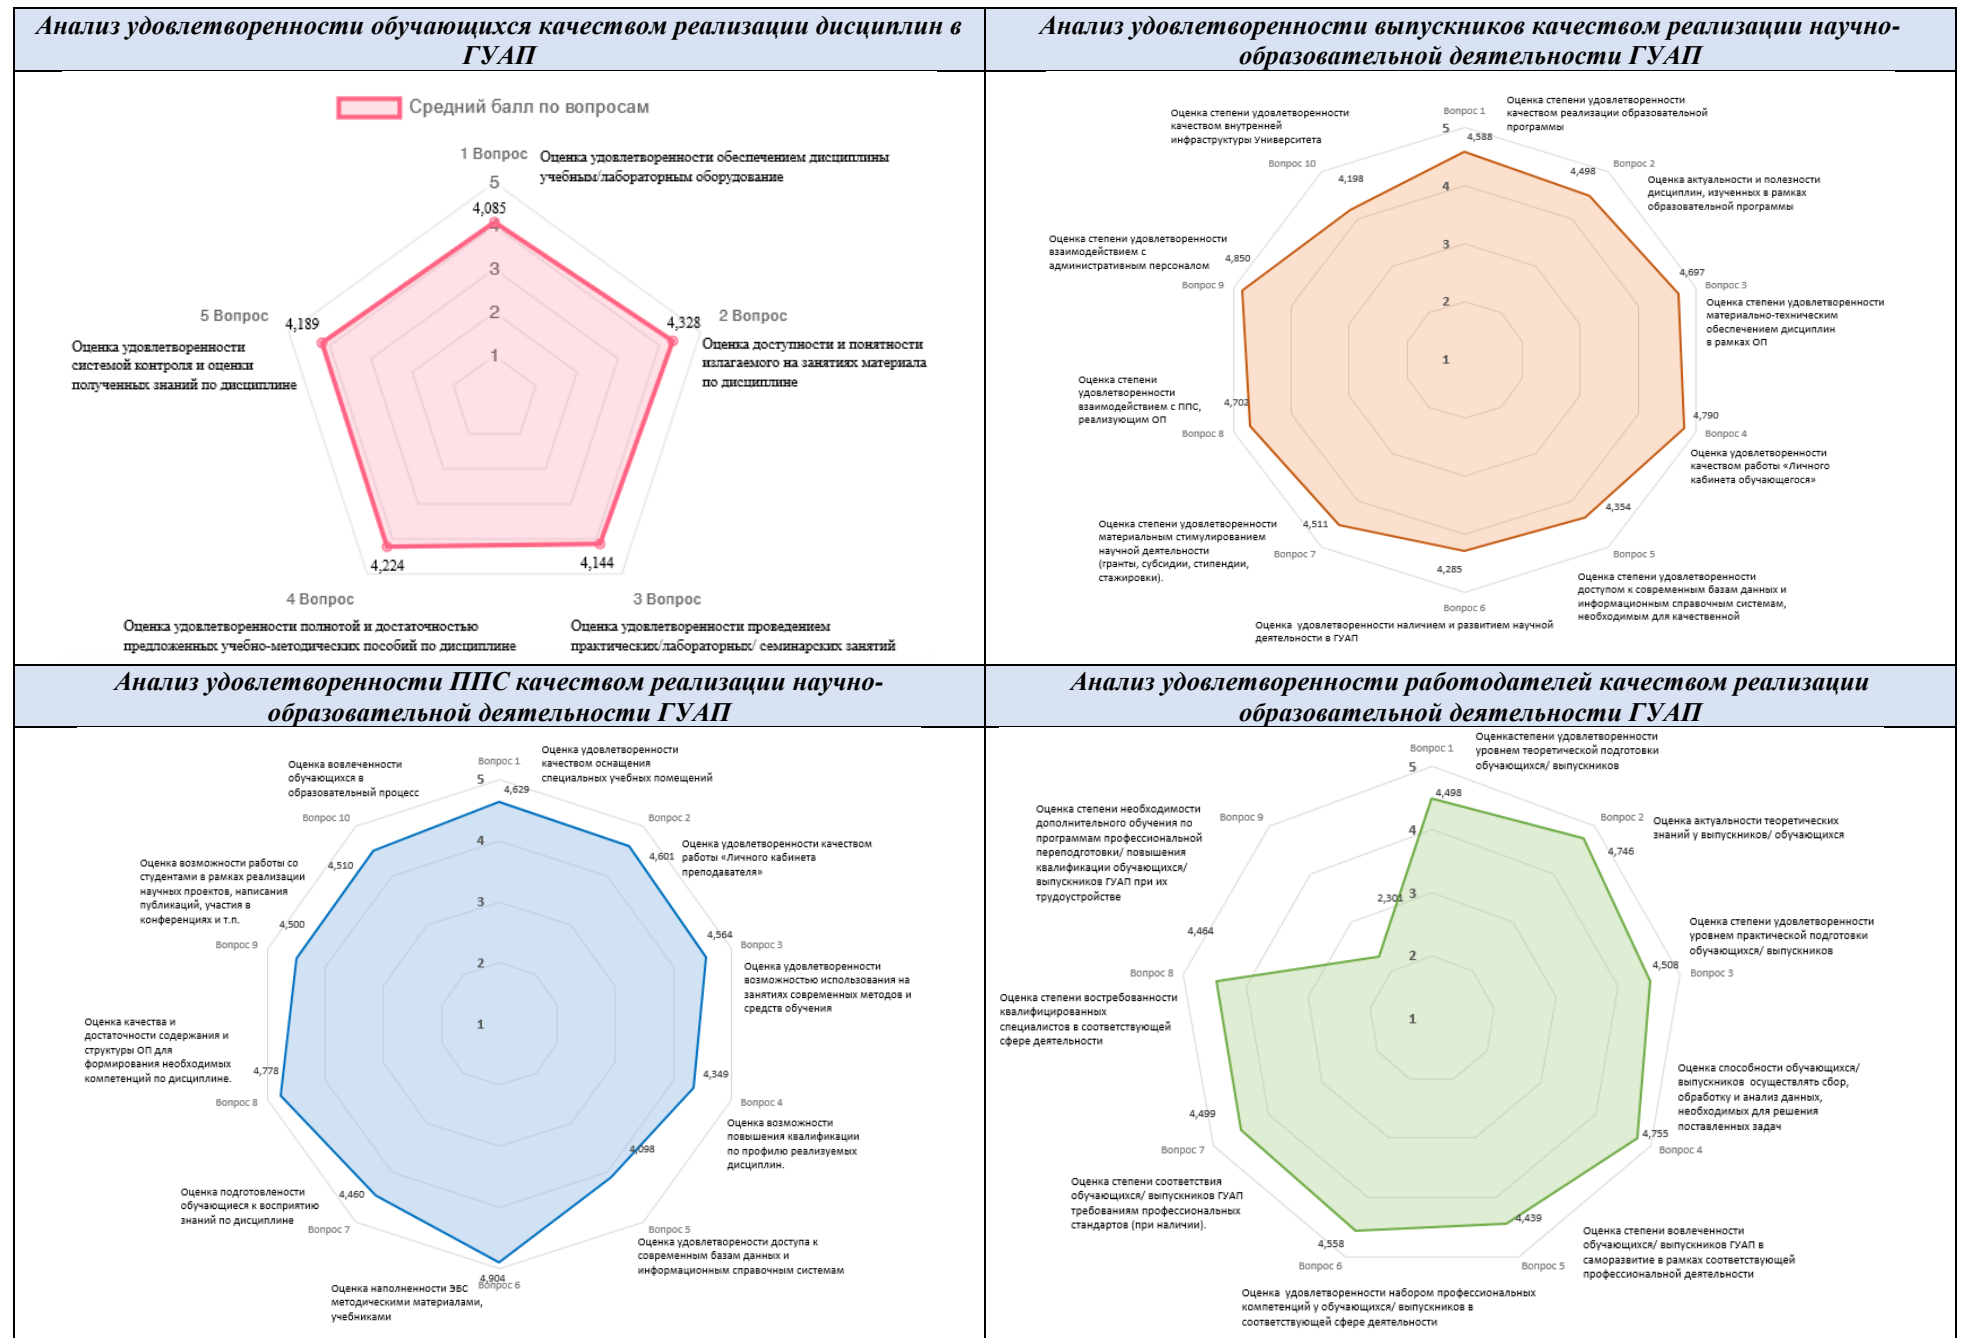 Анализ удовлетворенности обучающихся качеством реализации дисциплин в
ГУАП
Средний балл по вопросам
1 Вопрос
Оценка удовлетворенности обеспечением дисциплины
учебным/лабораторным оборудование
5
4,085
4
3
2
1
5 Вопрос
4,189
Оценка удовлетворенности
системой контроля и оценки
полученных знаний по дисциплине
4,328
2 Вопрос
Оценка доступности и понятности
излагаемого на занятиях материала
по дисциплине
4,224
4,144
4 Вопрос
3 Вопрос
Оценка удовлетворенности полнотой и достаточностью
предложенных учебно-методических пособий по дисциплине
Оценка удовлетворенности проведением
практических/лабораторных/ семинарских занятий
Анализ удовлетворенности выпускников качеством реализации научно-
образовательной деятельности ГУАП
Вопрос 1
Оценка степени удовлетворенности
качеством реализации образовательной
программы
5
4,588
4
3
2
1
Вопрос 2
4,498
Оценка актуальности и полезности
дисциплин, изученных в рамках
образовательной программы
4,697
Вопрос 3
Оценка степени удовлетворенности
материально-техническим
обеспечением дисциплин
в рамках ОП
4,790
Вопрос 4
Оценка удовлетворенности
качеством работы «Личного
кабинета обучающегося»
4,354
Вопрос 5
Оценка степени удовлетворенности
доступом к современным базам данных и
информационным справочным системам,
необходимым для качественной
4,285
Вопрос 6
Оценка  удовлетворенности наличием и развитием научной
деятельности в ГУАП
4,511
Вопрос 7
Оценка степени удовлетворенности
материальным стимулированием
научной деятельности
(гранты, субсидии, стипендии,
стажировки).
Оценка степени
удовлетворенности
взаимодействием с ППС,
реализующим ОП
4,702
Вопрос 8
Оценка степени удовлетворенности
взаимодействием с
административным персоналом
4,850
Вопрос 9
Оценка степени удовлетворенности
качеством внутренней
инфраструктуры Университета
Вопрос 10
4,198
Анализ удовлетворенности ППС качеством реализации научно-
образовательной деятельности ГУАП
Вопрос 1
Оценка удовлетворенности
качеством оснащения
специальных учебных помещений
5
4,629
4
3
2
1
Вопрос 2
4,601
Оценка удовлетворенности качеством
работы «Личного кабинета
преподавателя»
4,564
Вопрос 3
Оценка удовлетворенности
возможностью использования на
занятиях современных методов и
средств обучения
4,349
Вопрос 4
Оценка возможности
повышения квалификации
по профилю реализуемых
дисциплин.
4,098
Вопрос 5
Оценка удовлетворености доступа к
современным базам данных и
информационным справочным системам
4,904
Вопрос 6
Оценка наполненности ЭБС
методическими материалами,
учебниками
4,460
Вопрос 7
Оценка подготовлености
обучающиеся к восприятию
знаний по дисциплине
Оценка качества и
достаточности содержания и
структуры ОП для
формирования необходимых
компетенций по дисциплине.
4,778
Вопрос 8
Оценка возможности работы со
студентами в рамках реализации
научных проектов, написания
публикаций, участия в
конференциях и т.п.
4,500
Вопрос 9
Оценка вовлеченности
обучающихся в
образовательный процесс
Вопрос 10
4,510
Анализ удовлетворенности работодателей качеством реализации
образовательной деятельности ГУАП
Вопрос 1
Оценкастепени удовлетворенности
уровнем теоретической подготовки
обучающихся/ выпускников
5
4,498
4
3
2
1
Вопрос 2
4,746
Оценка актуальности теоретических
знаний у выпускников/ обучающихся
Оценка степени удовлетворенности
уровнем практической подготовки
обучающихся/ выпускников
4,508
Вопрос 3
Оценка способности обучающихся/
выпускников  осуществлять сбор,
обработку и анализ данных,
необходимых для решения
поставленных задач
4,755
Вопрос 4
4,439
Вопрос 5
Оценка степени вовлеченности
обучающихся/ выпускников ГУАП в
саморазвитие в рамках соответствующей
профессиональной деятельности
4,558
Вопрос 6
Оценка  удовлетворенности набором профессиональных
компетенций у обучающихся/ выпускников в
соответствующей сфере деятельности
4,499
Вопрос 7
Оценка степени соответствия
обучающихся/ выпускников ГУАП
требованиям профессиональных
стандартов (при наличии).
4,464
Вопрос 8
Оценка степени востребованности
квалифицированных
специалистов в соответствующей
сфере деятельности
Вопрос 9
2,301
Оценка степени необходимости
дополнительного обучения по
программам профессиональной
переподготовки/ повышения
квалификации обучающихся/
выпускников ГУАП при их
трудоустройстве